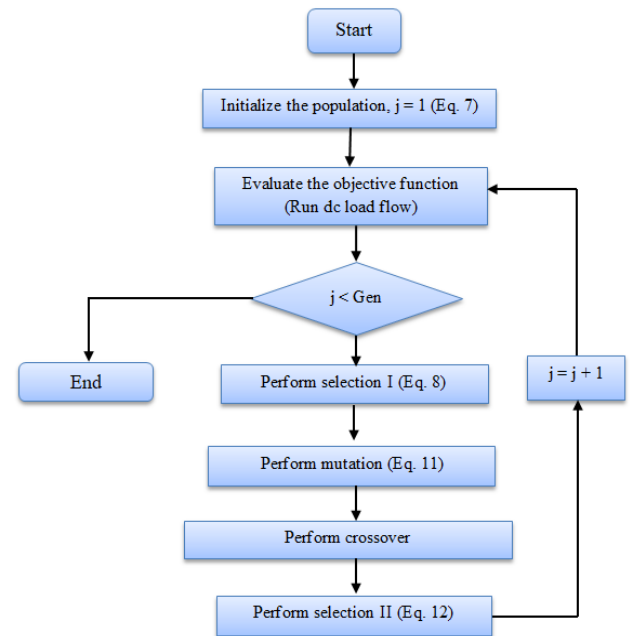 Start
Initialize the population, j = 1 (Eq. 7)
Evaluate the objective function
(Run dc load flow)
j < Gen
End
Perform selection I (Eq. 8)
j = j + 1
Perform mutation (Eq. 11)
Perform crossover
Perform selection II (Eq. 12)